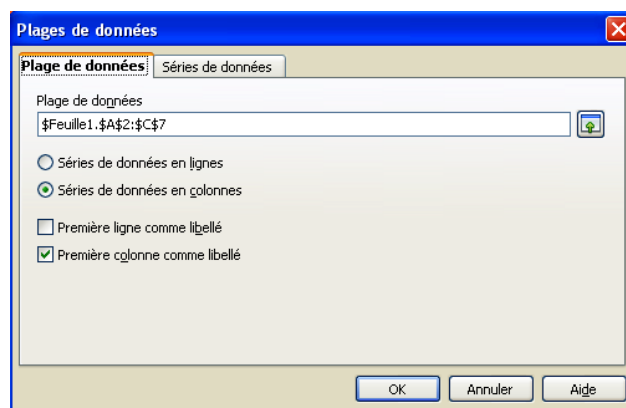 Plages de données
Plage de données Séries de données
Plage de données
$Feuille1.$A$2:$C$7
Séries de données en lignes
Séries de données en colonnes
Première ligne comme libellé
Première colonne comme libellé
OK Annuler Aide